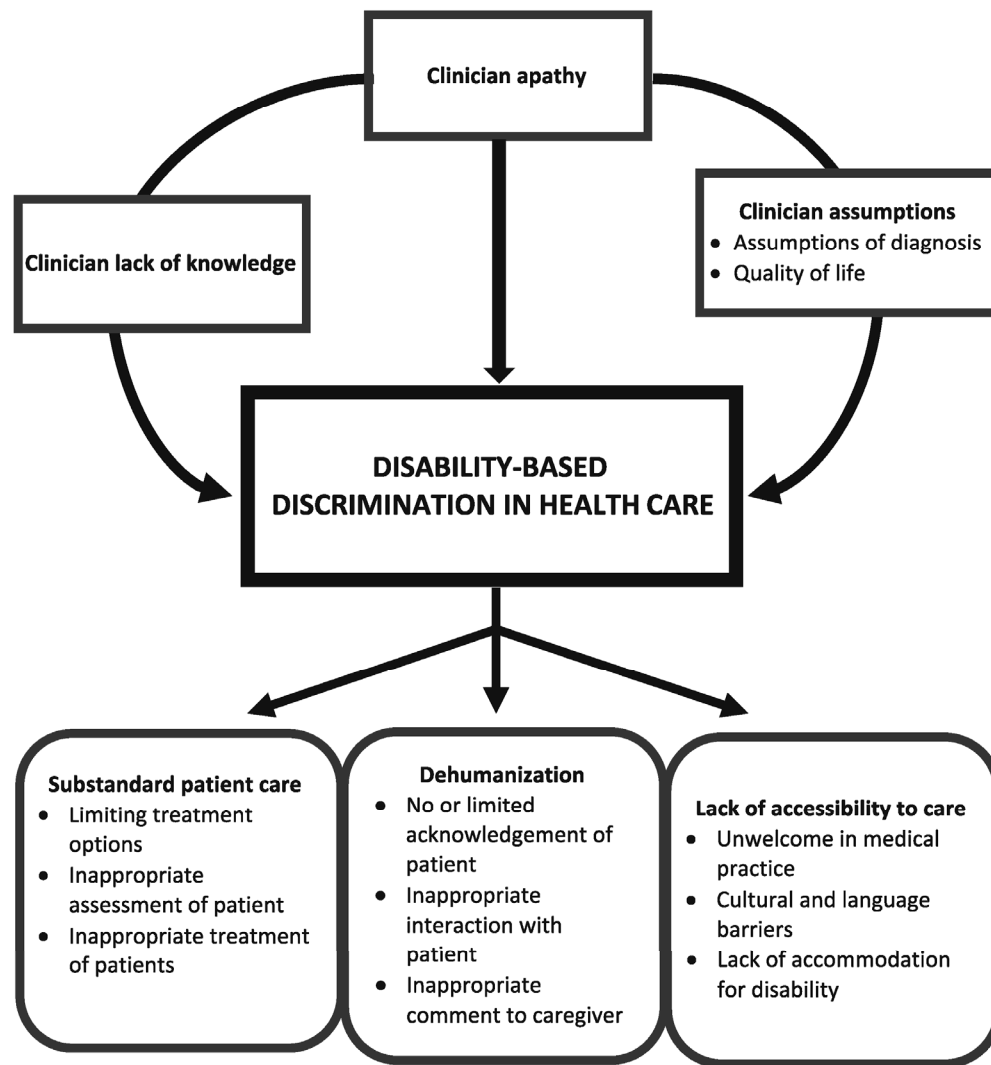 Clinician apathy
Clinician lack of knowledge
Clinician assumptions
• Assumptions of diagnosis
• Quality of life
DISABILITY-BASED
DISCRIMINATION IN HEALTH CARE
Substandard patient care
• Limiting treatment
options
• Inappropriate
assessment of patient
• Inappropriate treatment
of patients
Dehumanization
• No or limited
acknowledgement of
patient
• Inappropriate
interaction with
patient
• Inappropriate
comment to caregiver
Lack of accessibility to care
• Unwelcome in medical
practice
• Cultural and language
barriers
• Lack of accommodation
for disability